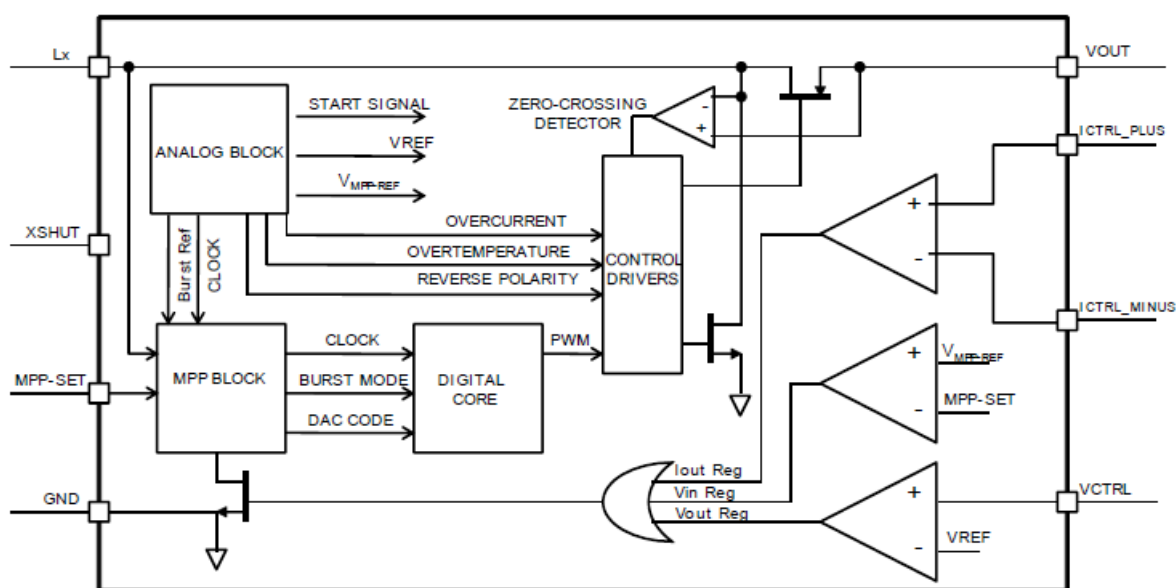 Lx
VOUT
START SIGNAL
ZERO-CROSSING
DETECTOR
-
+
ICTRL_PLUS
ANALOG BLOCK
VREF
VMPP-REF
XSHUT
Burst Ref
CLOCK
OVERCURRENT
OVERTEMPERATURE
REVERSE POLARITY
CONTROL
DRIVERS
+
-
ICTRL_MINUS
MPP-SET
MPP BLOCK
CLOCK
BURST MODE
DAC CODE
DIGITAL
CORE
PWM
+
VMPP-REF
-
MPP-SET
GND
Iout Reg
Vin Reg
Vout Reg
+
-
VREF
VCTRL